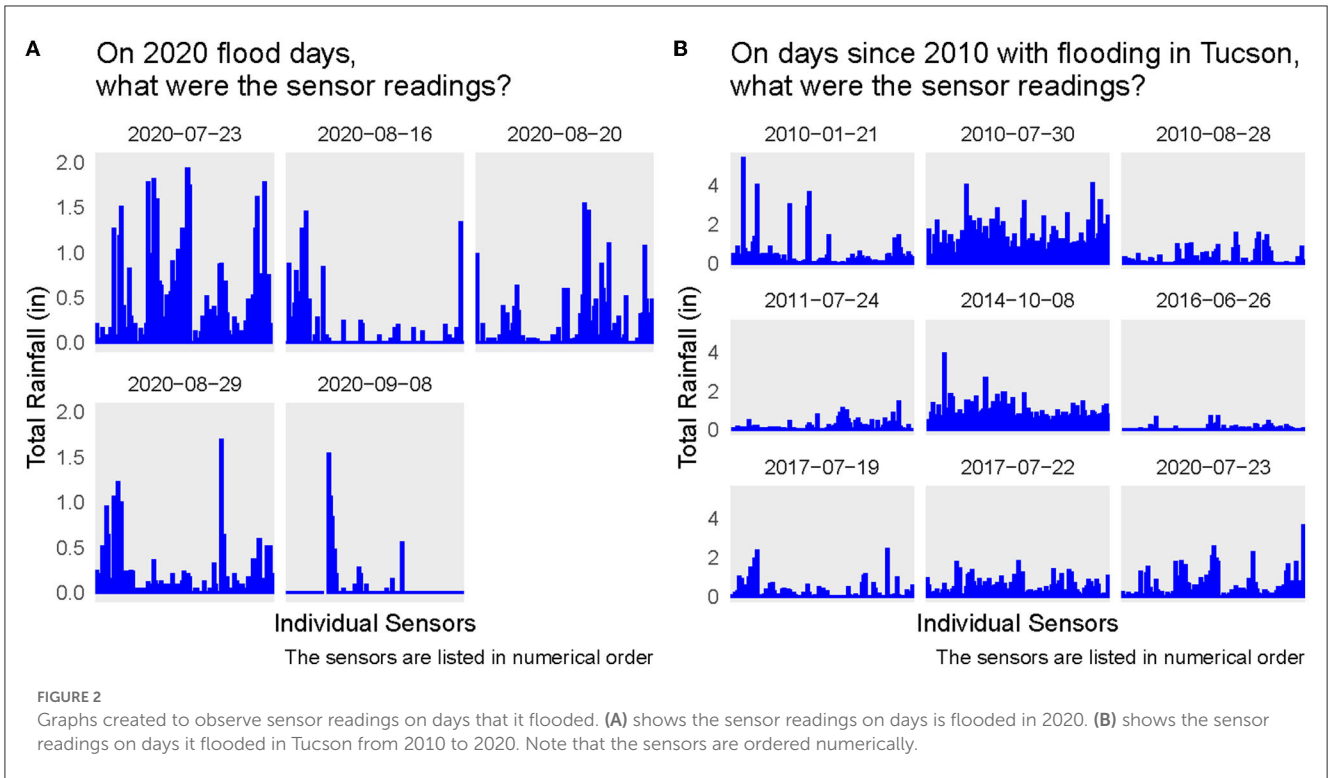 A
On 2020 flood days,
what were the sensor readings?
2020−07−23
2020−08−16
2020−08−20
2.0
1.5
1.0
0.5
0.0
2020−08−29
2020−09−08
2.0
1.5
1.0
0.5
0.0
Total Rainfall (in)
Individual Sensors
The sensors are listed in numerical order
B
On days since 2010 with flooding in Tucson,
what were the sensor readings?
2010−01−21
2010−07−30
2010−08−28
4
2
0
2011−07−24
2014−10−08
2016−06−26
4
2
0
2017−07−19
2017−07−22
2020−07−23
4
2
0
Total Rainfall (in)
Individual Sensors
The sensors are listed in numerical order
FIGURE 2
Graphs created to observe sensor readings on days that it flooded. (A) shows the sensor readings on days is flooded in 2020. (B) shows the sensor
readings on days it flooded in Tucson from 2010 to 2020. Note that the sensors are ordered numerically.